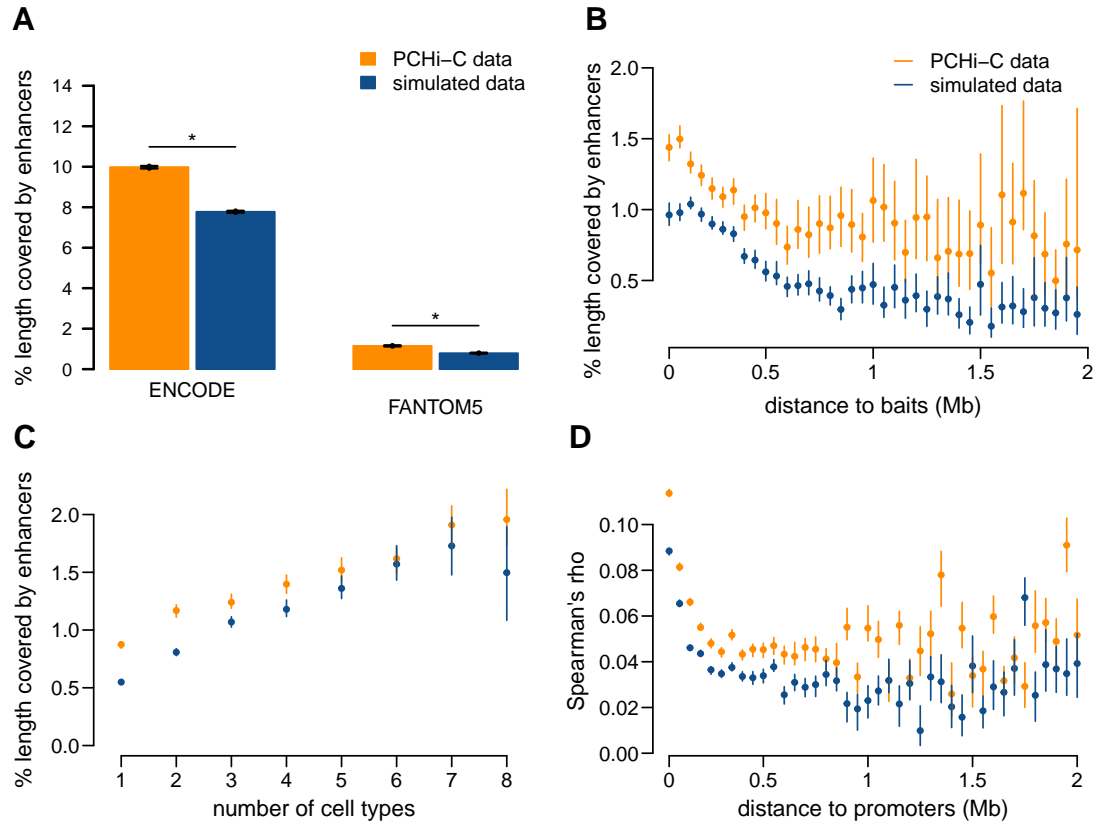 A
PCHi−C data
simulated data
% length covered by enhancers
14
12
10
8
6
4
2
0
*
*
ENCODE
FANTOM5
B
PCHi−C data
simulated data
% length covered by enhancers
2.0
1.5
1.0
0.5
0 0.5 1 1.5 2
distance to baits (Mb)
C
% length covered by enhancers
2.0
1.5
1.0
0.5
0.0
1 2 3 4 5 6 7 8
number of cell types
D
Spearman's rho
0.10
0.08
0.06
0.04
0.02
0.00
0 0.5 1 1.5 2
distance to promoters (Mb)